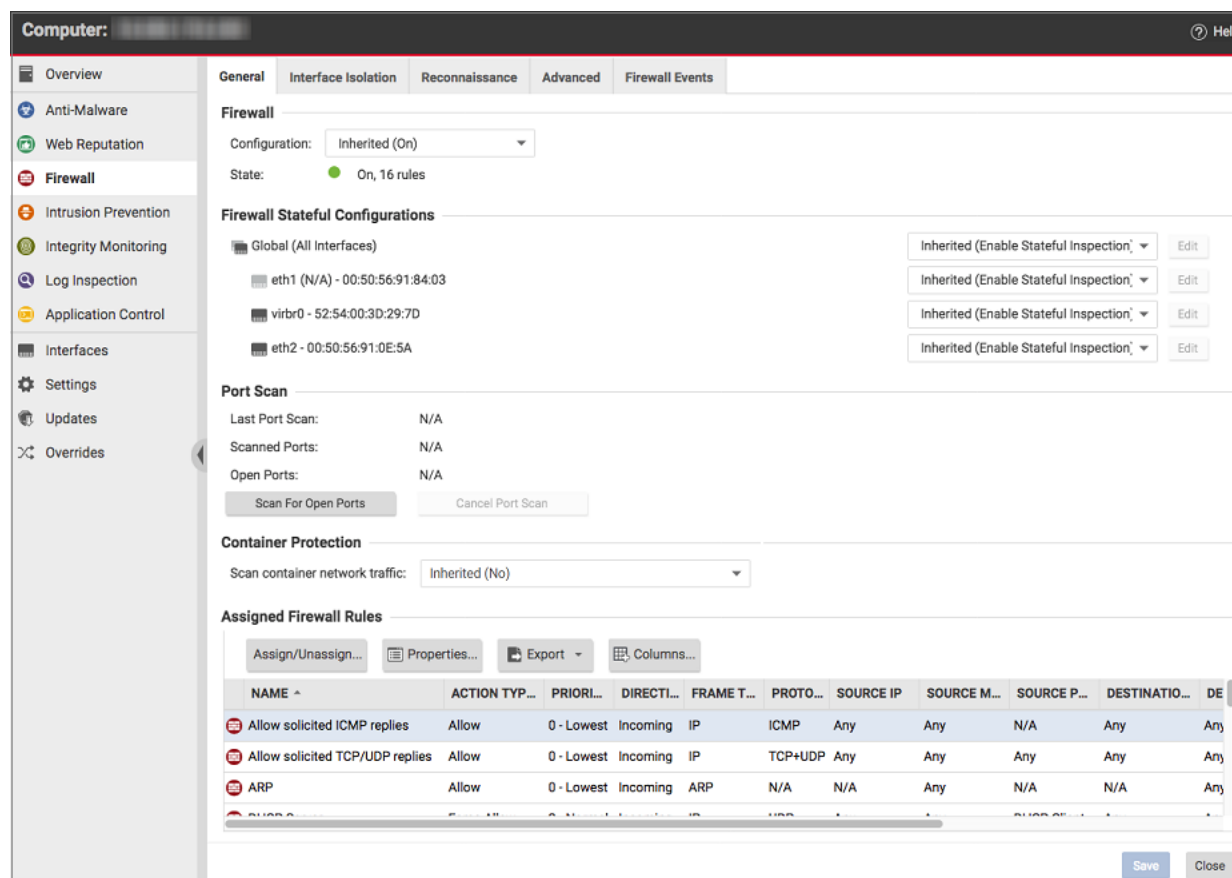 Computer:
Hel
Overview
Anti-Malware
Web Reputation
Firewall
Intrusion Prevention
Integrity Monitoring
Log Inspection
Application Control
Interfaces
Settings
Updates
Overrides
General Interface Isolation Reconnaissance Advanced Firewall Events
Firewall
Configuration: Inherited (On)
State: On, 16 rules
Firewall Stateful Configurations
Global (All Interfaces) Inherited (Enable Stateful Inspection) Edit
eth1 (N/A) - 00:50:56:91:84:03 Inherited (Enable Stateful Inspection) Edit
virbr0 - 52:54:00:3D:29:7D Inherited (Enable Stateful Inspection) Edit
eth2 - 00:50:56:91:0E:5A Inherited (Enable Stateful Inspection) Edit
Port Scan
Last Port Scan: N/A
Scanned Ports: N/A
Open Ports: N/A
Scan For Open Ports Cancel Port Scan
Container Protection
Scan container network traffic: Inherited (No)
Assigned Firewall Rules
Assign/Unassign... Properties... Export Columns...
NAME ACTION TYP... PRIORI... DIRECTI... FRAME T... PROTO... SOURCE IP SOURCE M... SOURCE P... DESTINATIO... DE
Allow solicited ICMP replies Allow 0 - Lowest Incoming IP ICMP Any Any N/A Any Any
Allow solicited TCP/UDP replies Allow 0 - Lowest Incoming IP TCP+UDP Any Any Any Any Any
ARP Allow 0 - Lowest Incoming ARP N/A N/A Any N/A N/A Any
Save Close